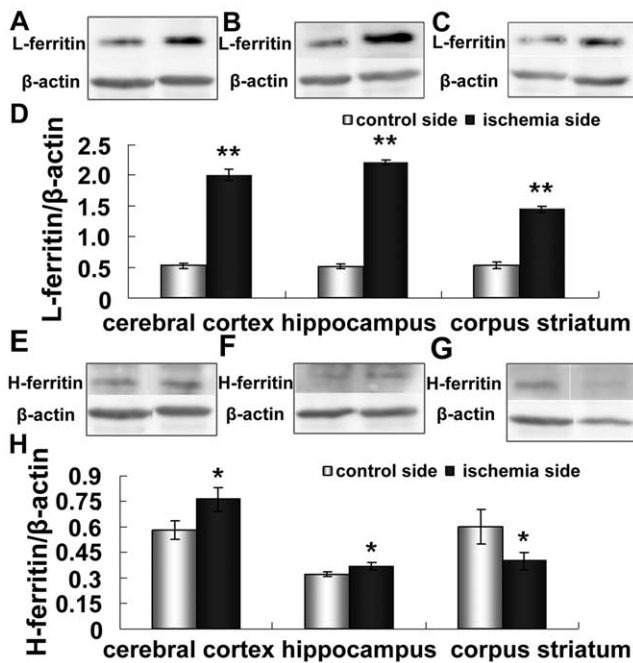 A B C
L-ferritin L-ferritin L-ferritin
β-actin β-actin β-actin
D
control side ischemia side
L-ferritin/β-actin
2.5
2.0
1.5
1.0
0.5
0
** ** **
cerebral cortex hippocampus corpus striatum
E F G
H-ferritin H-ferritin H-ferritin
β-actin β-actin β-actin
H
control side ischemia side
H-ferritin/β-actin
0.9
0.75
0.6
0.45
0.3
0.15
0
* * *
cerebral cortex hippocampus corpus striatum